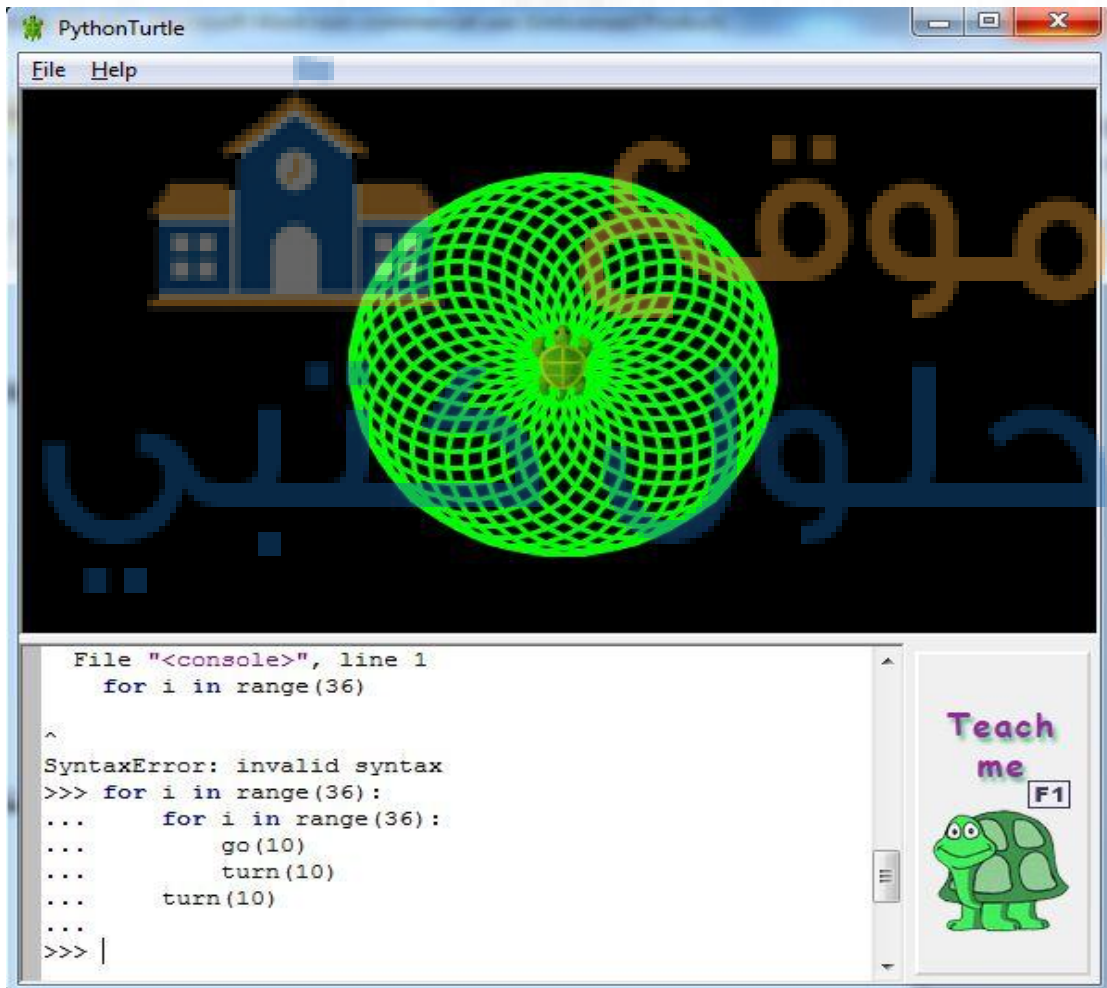 PythonTurtle
File Help
موقع
حلول كتبي
File "<console>", line 1
for i in range(36)
^
SyntaxError: invalid syntax
>>> for i in range(36):
... for i in range(36):
... go(10)
... turn(10)
... turn(10)
...
>>>
Teach
me
F1